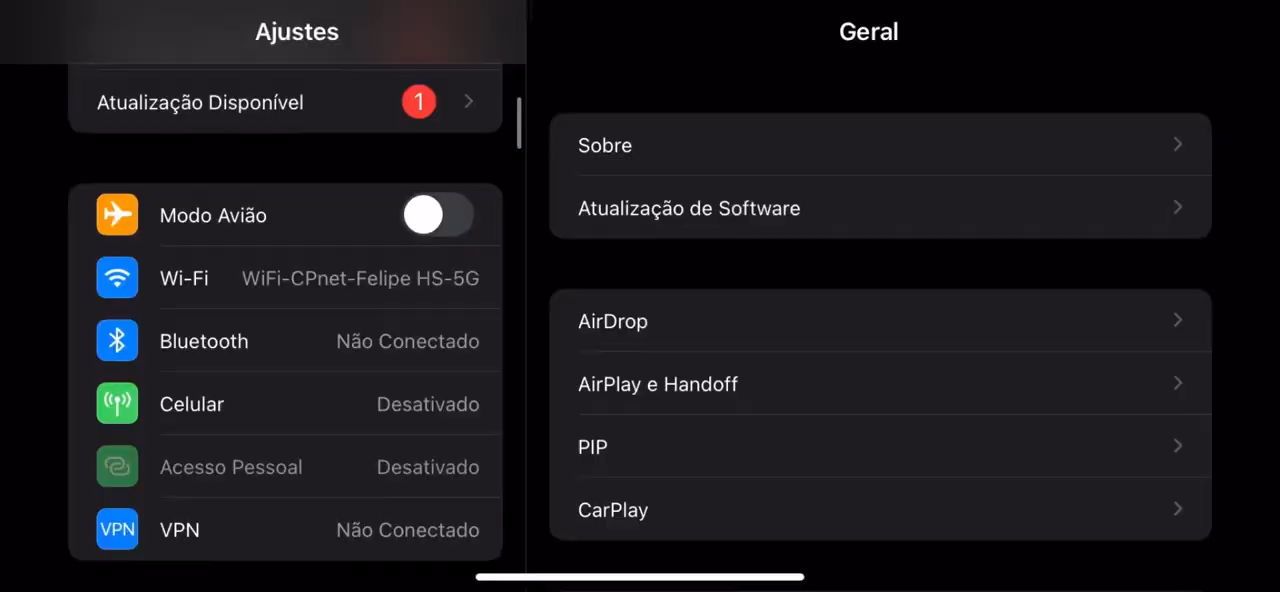 Ajustes
Atualização Disponível 1
Modo Avião
Wi-Fi WiFi-CPnet-Felipe HS-5G
Bluetooth Não Conectado
Celular Desativado
Acesso Pessoal Desativado
VPN VPN Não Conectado
Geral
Sobre
Atualização de Software
AirDrop
AirPlay e Handoff
PIP
CarPlay